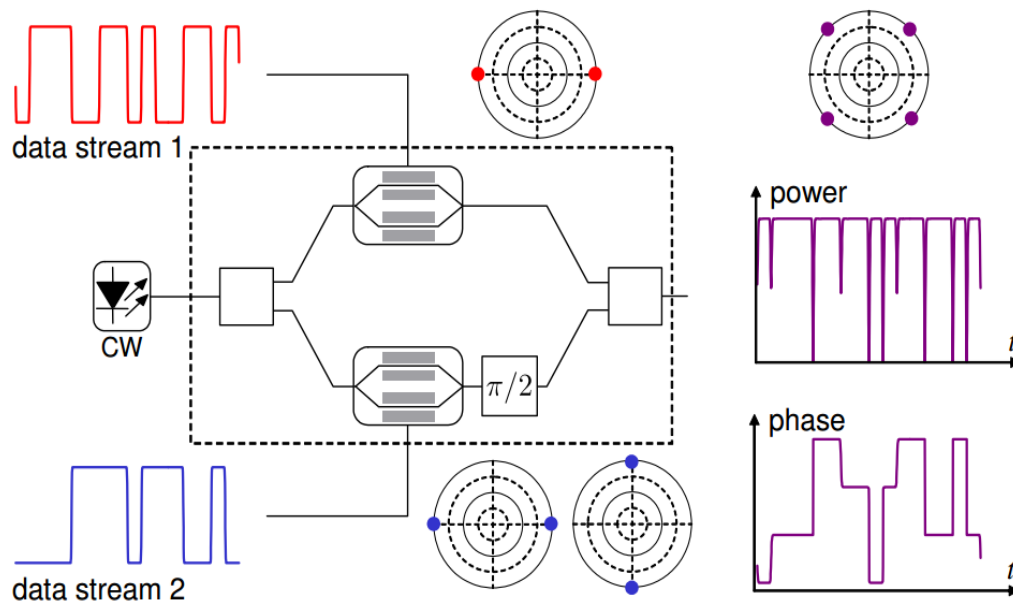 data stream 1
power
t
CW
π/2
phase
t
data stream 2